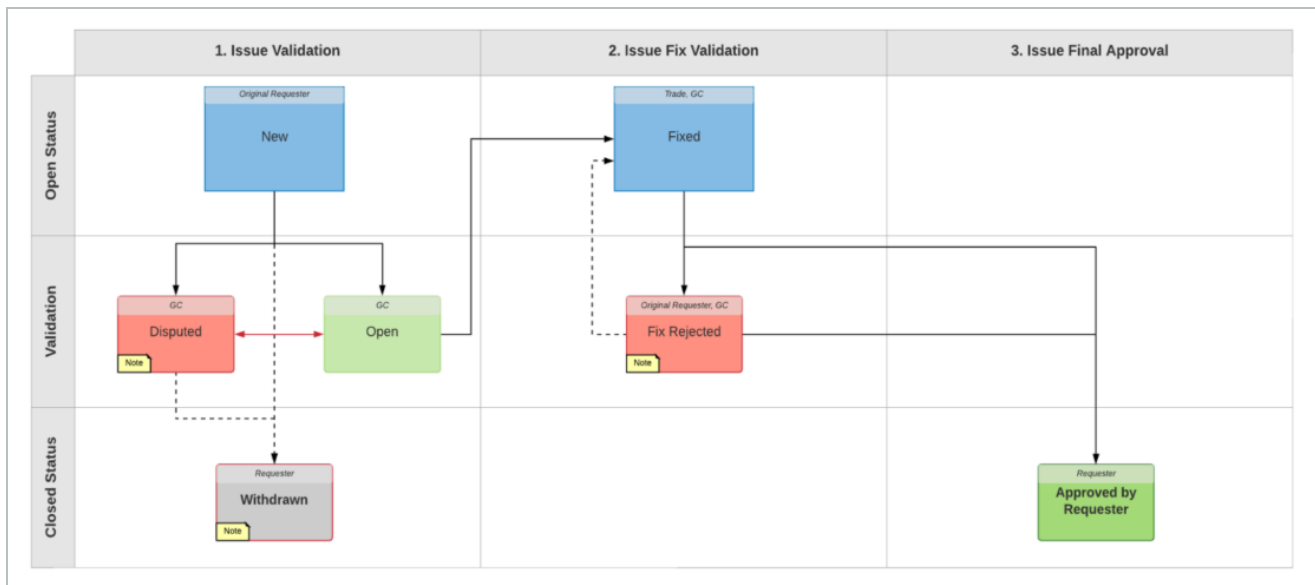 1. Issue Validation
2. Issue Fix Validation
3. Issue Final Approval
Open Status
Original Requester
New
Trade, GC
Fixed
Validation
GC
Disputed
Note
GC
Open
Original Requester, GC
Fix Rejected
Note
Closed Status
Requester
Withdrawn
Note
Requester
Approved by
Requester